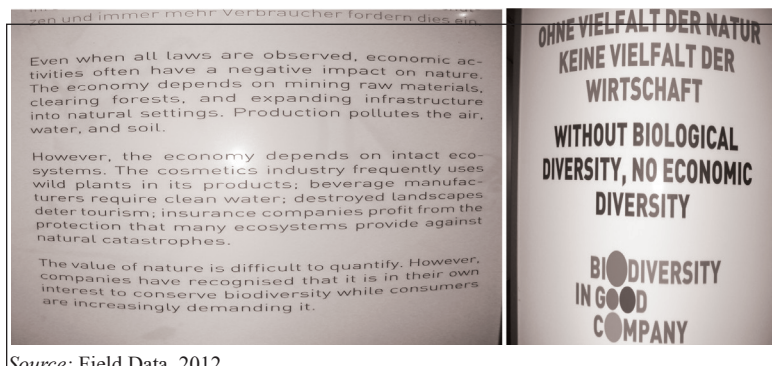 zen und immer mehr Verbraucher fordern dies ein.
Even when all laws are observed, economic ac-
tivities often have a negative impact on nature.
The economy depends on mining raw materials,
clearing forests, and expanding infrastructure
into natural settings. Production pollutes the air,
water, and soil.
However, the economy depends on intact eco-
systems. The cosmetics industry frequently uses
wild plants in its products; beverage manufac-
turers require clean water; destroyed landscapes
deter tourism; insurance companies profit from the
protection that many ecosystems provide against
natural catastrophes.
The value of nature is difficult to quantify. However,
companies have recognised that it is in their own
interest to conserve biodiversity while consumers
are increasingly demanding it.
OHNE VIELFALT DER NATUR
KEINE VIELFALT DER
WIRTSCHAFT
WITHOUT BIOLOGICAL
DIVERSITY, NO ECONOMIC
DIVERSITY
BIODIVERSITY
IN GOOD
COMPANY
Source: Field Data, 2012